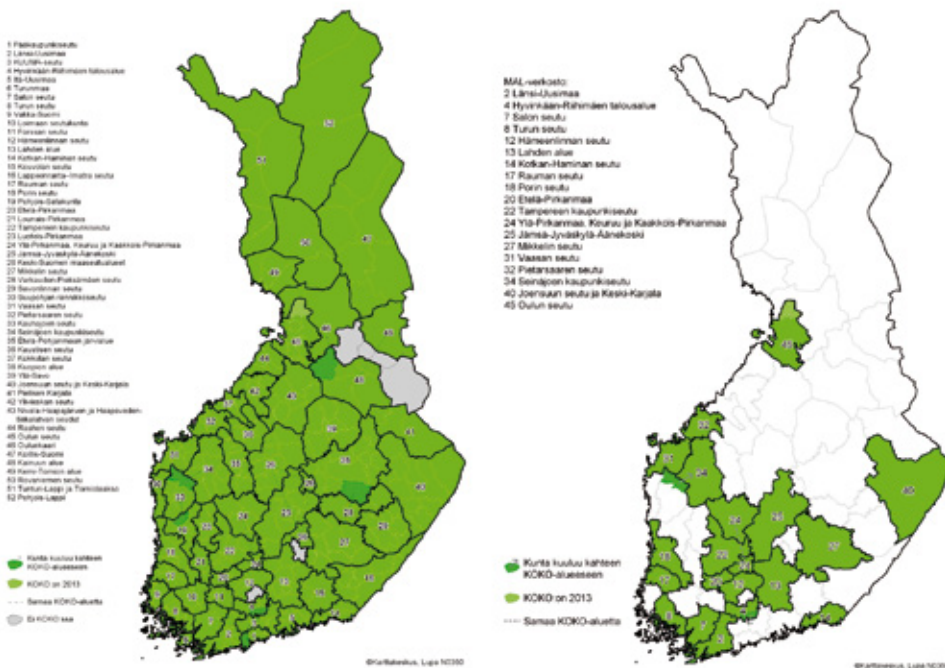 1 Pääkaupunkiseutu
2 Länsi-Uusimaa
3 KUUMA-seutu
4 Hyvinkään-Riihimäen talousalue
5 Itä-Uusimaa
6 Turunmaa
7 Salon seutu
8 Turun seutu
9 Vakka-Suomi
10 Loimaan seutukunta
11 Forssan seutu
12 Hämeenlinnan seutu
13 Lahden alue
14 Kotkan-Haminan seutu
15 Kouvolan seutu
16 Lappeenranta-Imatra seutu
17 Rauman seutu
18 Porin seutu
19 Pohjois-Satakunta
20 Etelä-Pirkanmaa
21 Lounais-Pirkanmaa
22 Tampereen kaupunkiseutu
23 Luoteis-Pirkanmaa
24 Ylä-Pirkanmaa, Keuruu ja Kaakkois-Pirkanmaa
25 Jämsä-Jyväskylä-Äänekoski
26 Keski-Suomen maaseutualueet
27 Mikkelin seutu
28 Varkauden-Pieksämäen seutu
29 Savonlinnan seutu
30 Suupohjan rannikkoseutu
31 Vaasan seutu
32 Pietarsaaren seutu
33 Kauhajoen seutu
34 Seinäjoen kaupunkiseutu
35 Etelä-Pohjanmaan järvialue
36 Kaustisen seutu
37 Kokkolan seutu
38 Kuopion alue
39 Ylä-Savo
40 Joensuun seutu ja Keski-Karjala
41 Pielisen Karjala
42 Ylivieskan seutu
43 Nivala-Haapajärven ja Haapaveden-
Siikalatvan seudut
44 Raahen seutu
45 Oulun seutu
46 Oulunkaari
47 Koillis-Suomi
48 Kainuun alue
49 Kemi-Tornion alue
50 Rovaniemen seutu
51 Tunturi-Lappi ja Torniolaakso
52 Pohjois-Lappi
Kunta kuuluu kahteen
KOKO-alueeseen
KOKO on 2013
Samaa KOKO-aluetta
Ei KOKOssa
©Karttakeskus, Lupa N0360
MAL-verkosto:
2 Länsi-Uusimaa
4 Hyvinkään-Riihimäen talousalue
7 Salon seutu
8 Turun seutu
12 Hämeenlinnan seutu
13 Lahden alue
14 Kotkan-Haminan seutu
17 Rauman seutu
18 Porin seutu
20 Etelä-Pirkanmaa
22 Tampereen kaupunkiseutu
24 Ylä-Pirkanmaa, Keuruu ja Kaakkois-Pirkanmaa
25 Jämsä-Jyväskylä-Äänekoski
27 Mikkelin seutu
31 Vaasan seutu
32 Pietarsaaren seutu
34 Seinäjoen kaupunkiseutu
40 Joensuun seutu ja Keski-Karjala
45 Oulun seutu
Kunta kuuluu kahteen
KOKO-alueeseen
KOKO on 2013
Samaa KOKO-aluetta
©Karttakeskus, Lupa